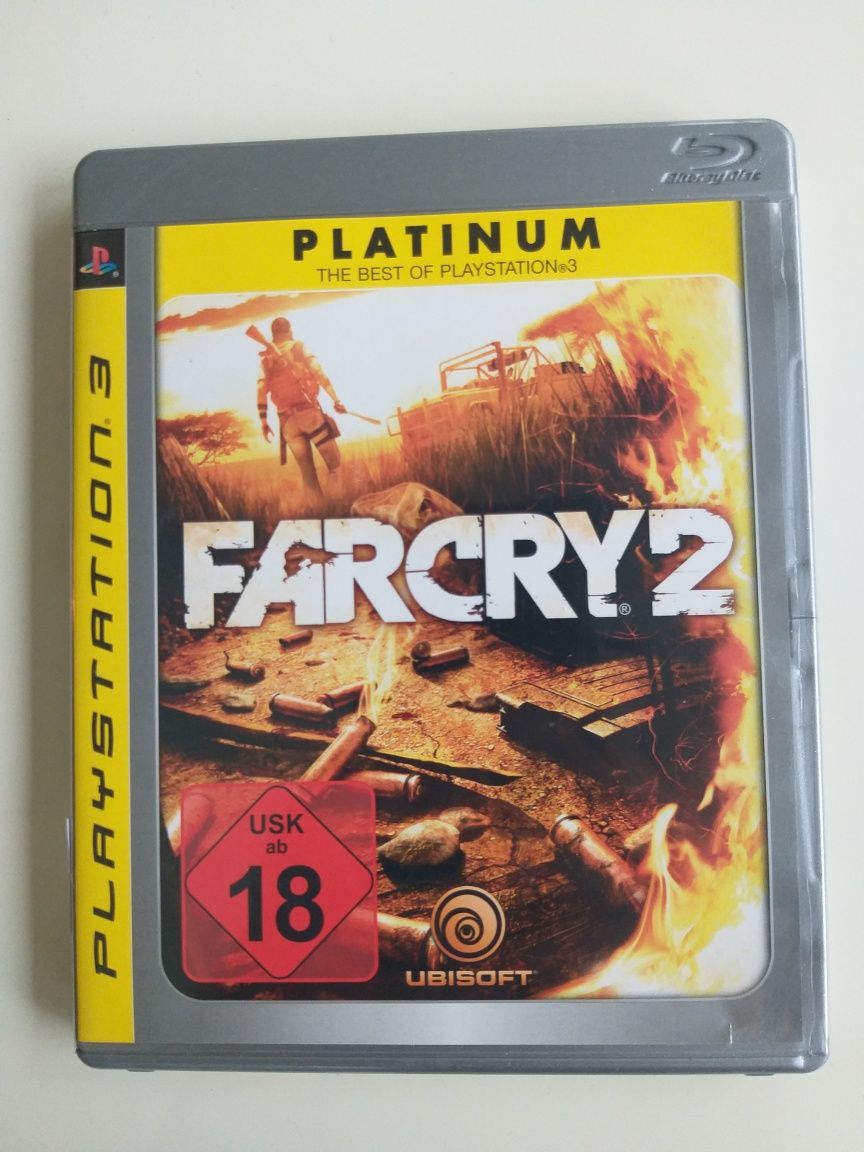 Blu-ray Disc
PLATINUM
THE BEST OF PLAYSTATION®3
PLAYSTATION®3
FARCRY®2
USK
ab
18
UBISOFT